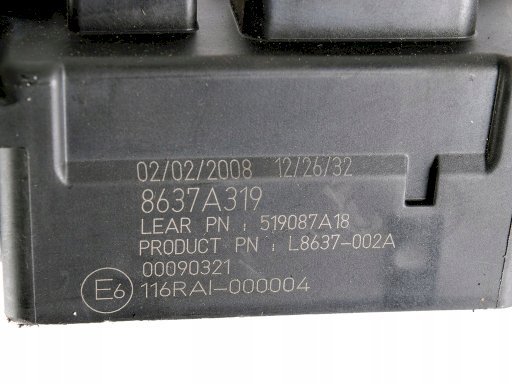 02/02/2008 12/26/32
8637A319
LEAR PN : 519087A18
PRODUCT PN : L8637-002A
00090321
E6 116RAI-000004